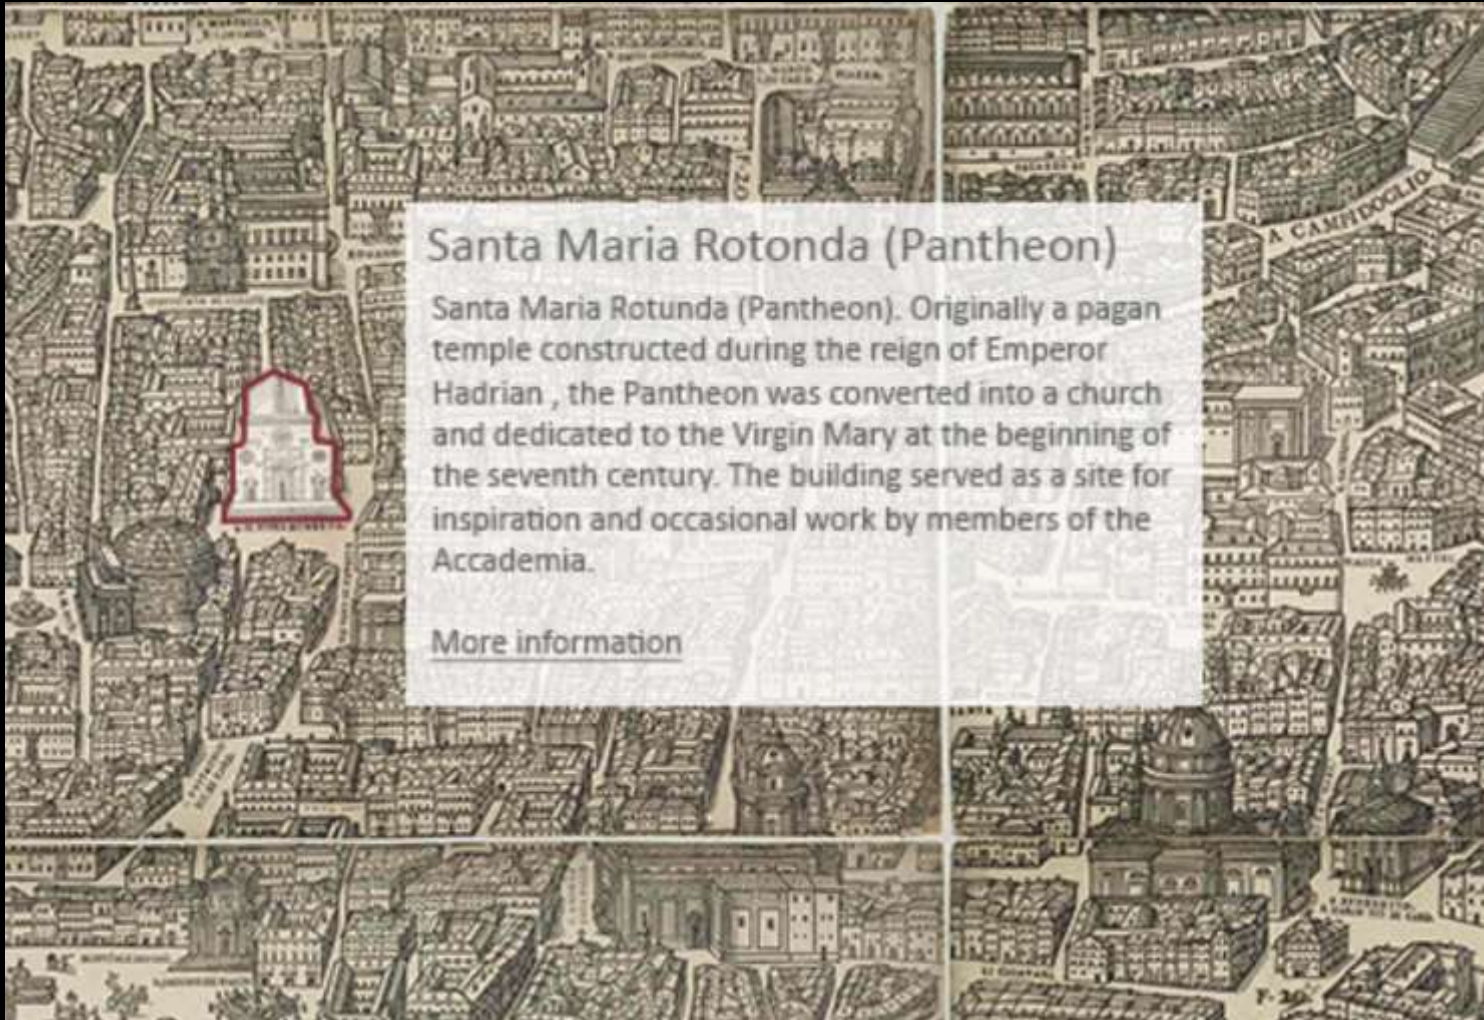 Santa Maria Rotonda (Pantheon)
Santa Maria Rotunda (Pantheon). Originally a pagan
temple constructed during the reign of Emperor
Hadrian , the Pantheon was converted into a church
and dedicated to the Virgin Mary at the beginning of
the seventh century. The building served as a site for
inspiration and occasional work by members of the
Accademia.
More information
A CAMPIDOGLIO